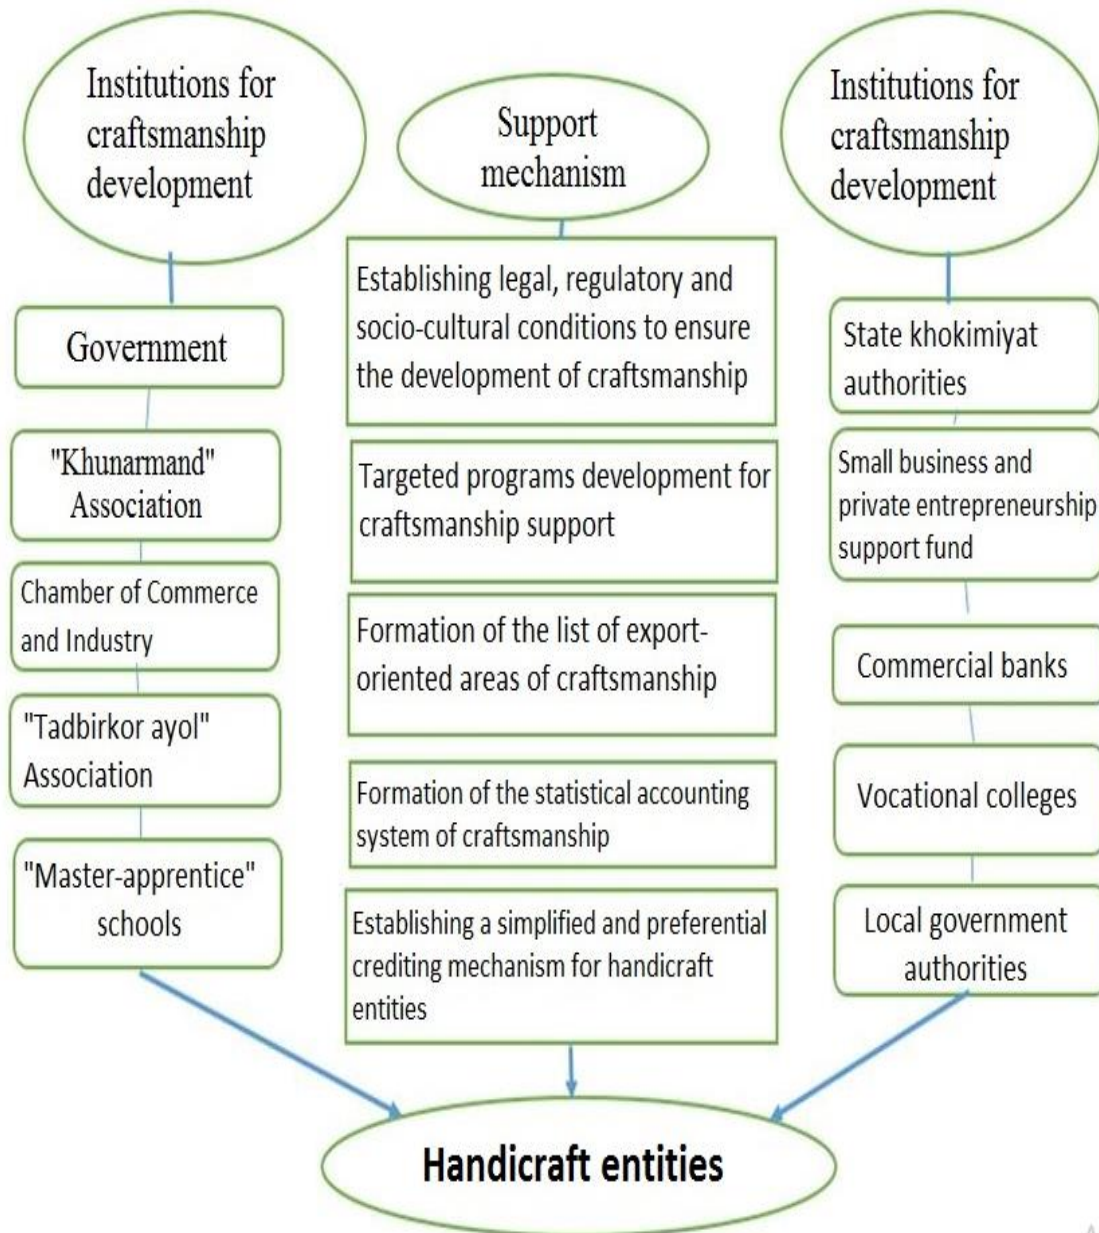 Institutions for
craftsmanship
development
Government
"Khunarmand"
Association
Chamber of Commerce
and Industry
"Tadbirkor ayol"
Association
"Master-apprentice"
schools
Support
mechanism
Establishing legal, regulatory and
socio-cultural conditions to ensure
the development of craftsmanship
Targeted programs development for
craftsmanship support
Formation of the list of export-
oriented areas of craftsmanship
Formation of the statistical accounting
system of craftsmanship
Establishing a simplified and preferential
crediting mechanism for handicraft
entities
Institutions for
craftsmanship
development
State khokimiyat
authorities
Small business and
private entrepreneurship
support fund
Commercial banks
Vocational colleges
Local government
authorities
Handicraft entities